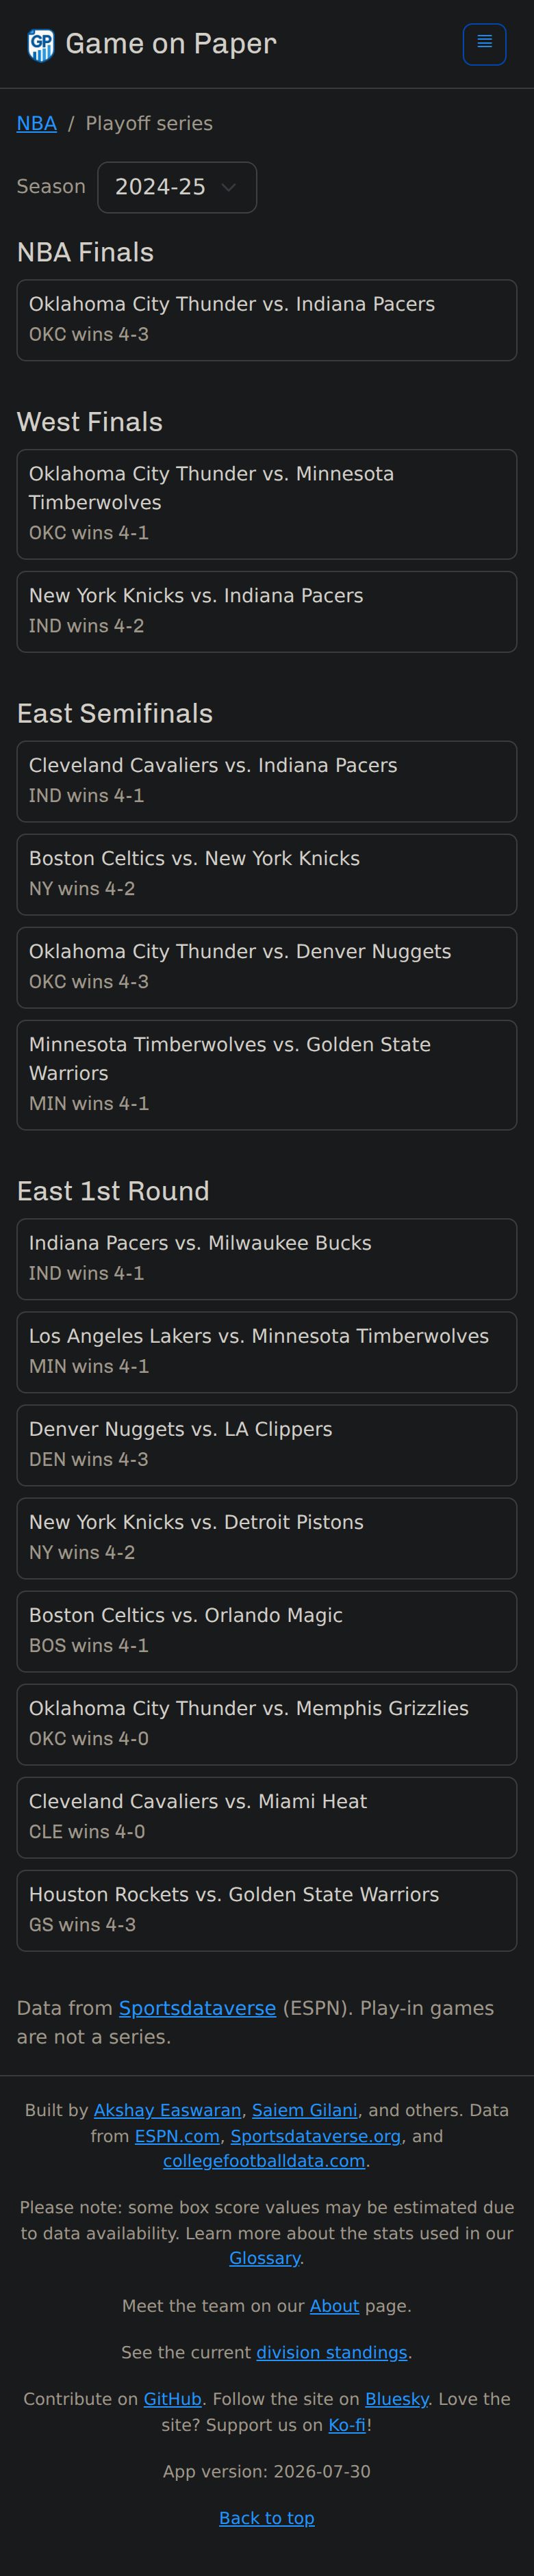 GP Game on Paper
NBA / Playoff series
Season 2024-25
NBA Finals
Oklahoma City Thunder vs. Indiana Pacers
OKC wins 4-3
West Finals
Oklahoma City Thunder vs. Minnesota
Timberwolves
OKC wins 4-1
New York Knicks vs. Indiana Pacers
IND wins 4-2
East Semifinals
Cleveland Cavaliers vs. Indiana Pacers
IND wins 4-1
Boston Celtics vs. New York Knicks
NY wins 4-2
Oklahoma City Thunder vs. Denver Nuggets
OKC wins 4-3
Minnesota Timberwolves vs. Golden State
Warriors
MIN wins 4-1
East 1st Round
Indiana Pacers vs. Milwaukee Bucks
IND wins 4-1
Los Angeles Lakers vs. Minnesota Timberwolves
MIN wins 4-1
Denver Nuggets vs. LA Clippers
DEN wins 4-3
New York Knicks vs. Detroit Pistons
NY wins 4-2
Boston Celtics vs. Orlando Magic
BOS wins 4-1
Oklahoma City Thunder vs. Memphis Grizzlies
OKC wins 4-0
Cleveland Cavaliers vs. Miami Heat
CLE wins 4-0
Houston Rockets vs. Golden State Warriors
GS wins 4-3
Data from Sportsdataverse (ESPN). Play-in games
are not a series.
Built by Akshay Easwaran, Saiem Gilani, and others. Data
from ESPN.com, Sportsdataverse.org, and
collegefootballdata.com.
Please note: some box score values may be estimated due
to data availability. Learn more about the stats used in our
Glossary.
Meet the team on our About page.
See the current division standings.
Contribute on GitHub. Follow the site on Bluesky. Love the
site? Support us on Ko-fi!
App version: 2026-07-30
Back to top